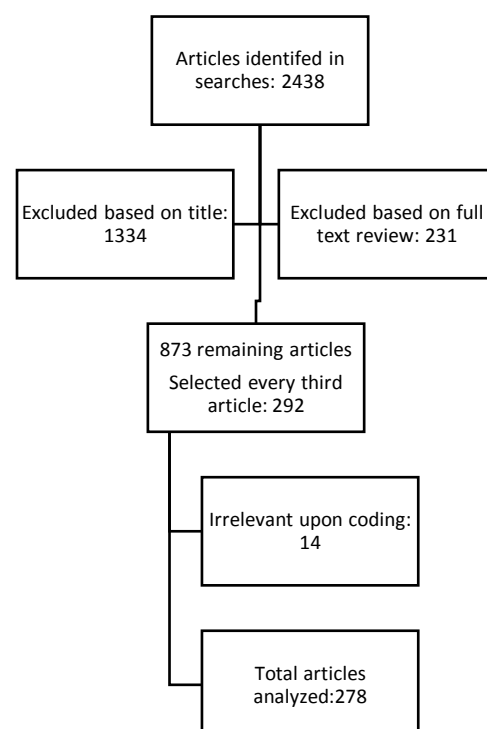 Articles identifed in
searches: 2438
Excluded based on title:
1334
Excluded based on full
text review: 231
873 remaining articles
Selected every third
article: 292
Irrelevant upon coding:
14
Total articles
analyzed:278